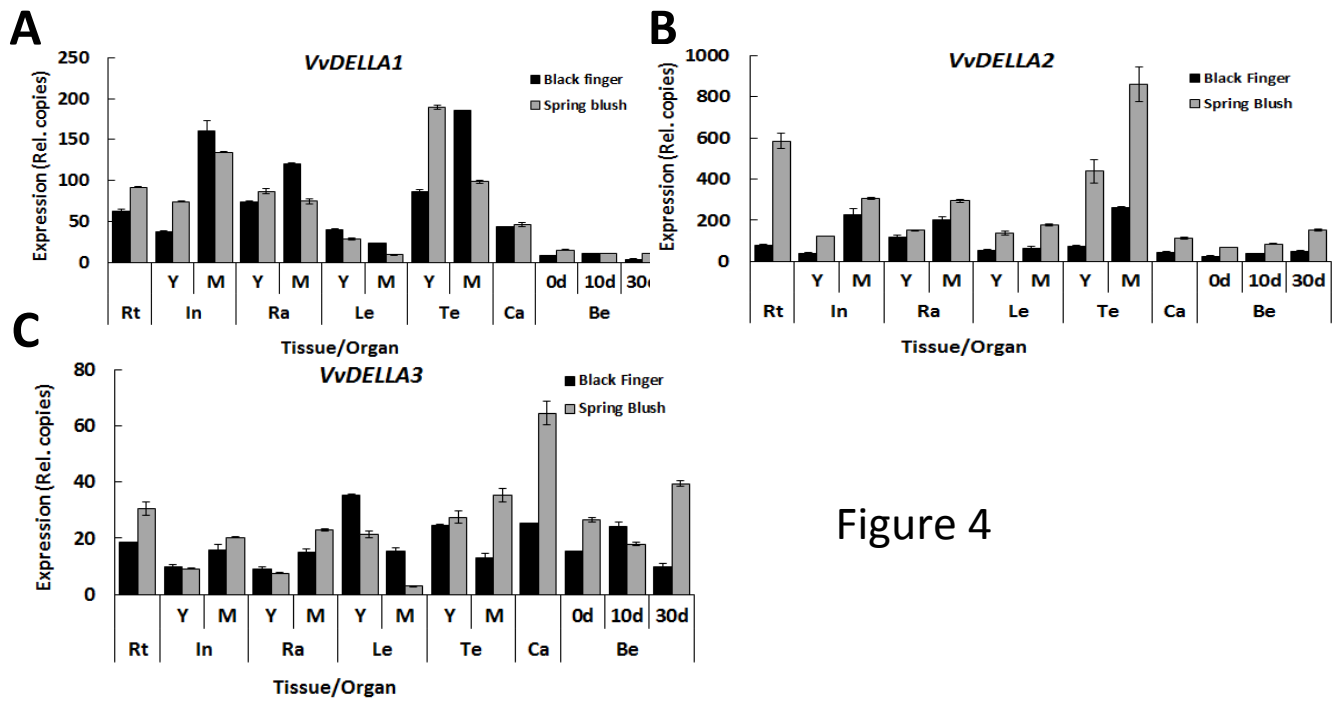 A
VvDELLA1
Expression (Rel. copies)
250
200
150
100
50
0
Black finger
Spring blush
Y M Y M Y M Y M 0d 10d 30d
Rt In Ra Le Te Ca Be
Tissue/Organ
B
VvDELLA2
Expression (Rel. copies)
1000
800
600
400
200
0
Black Finger
Spring Blush
Y M Y M Y M Y M 0d 10d 30d
Rt In Ra Le Te Ca Be
Tissue/Organ
C
VvDELLA3
Expression (Rel. copies)
80
60
40
20
0
Black Finger
Spring Blush
Y M Y M Y M Y M 0d 10d 30d
Rt In Ra Le Te Ca Be
Tissue/Organ
Figure 4